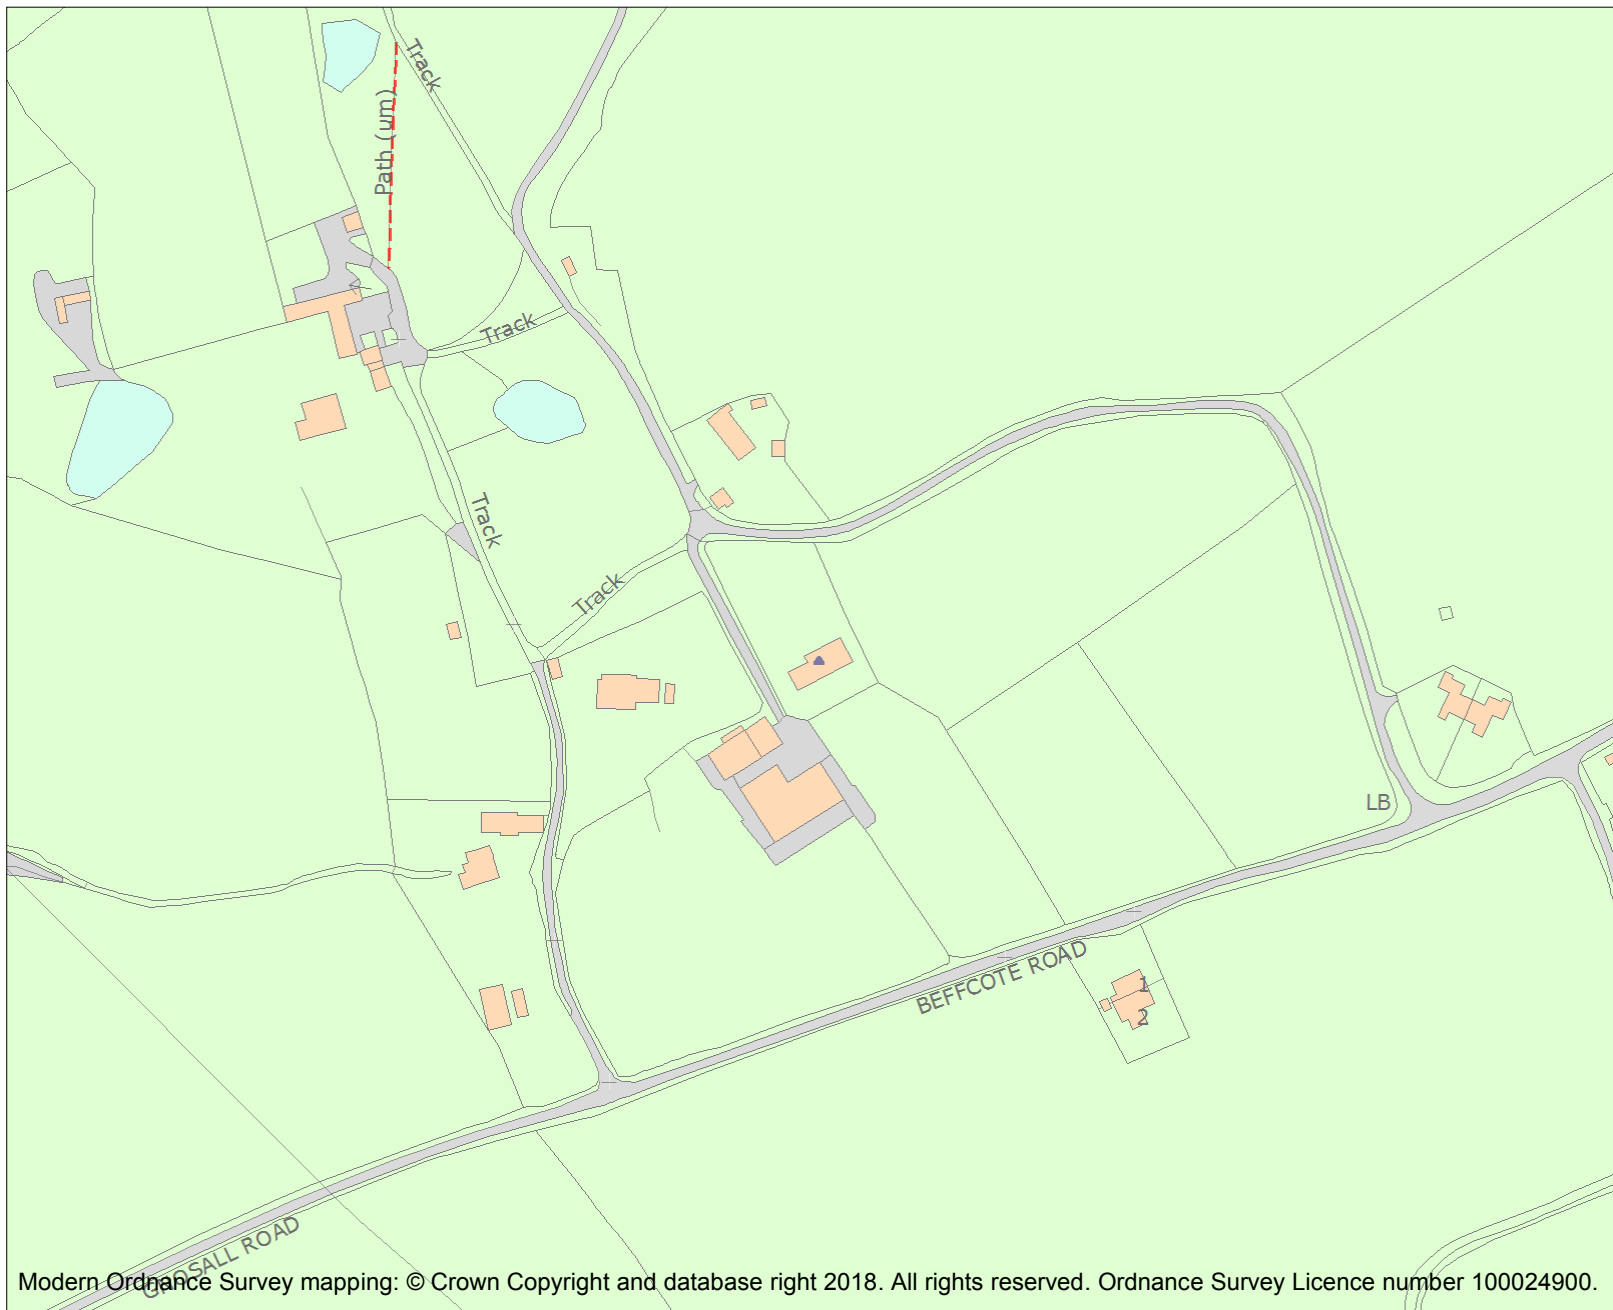 Track
Path (um)
Track
Track
Track
LB
BEFFCOTE ROAD
1
2
GNOSALL ROAD
Modern Ordnance Survey mapping: © Crown Copyright and database right 2018. All rights reserved. Ordnance Survey Licence number 100024900.